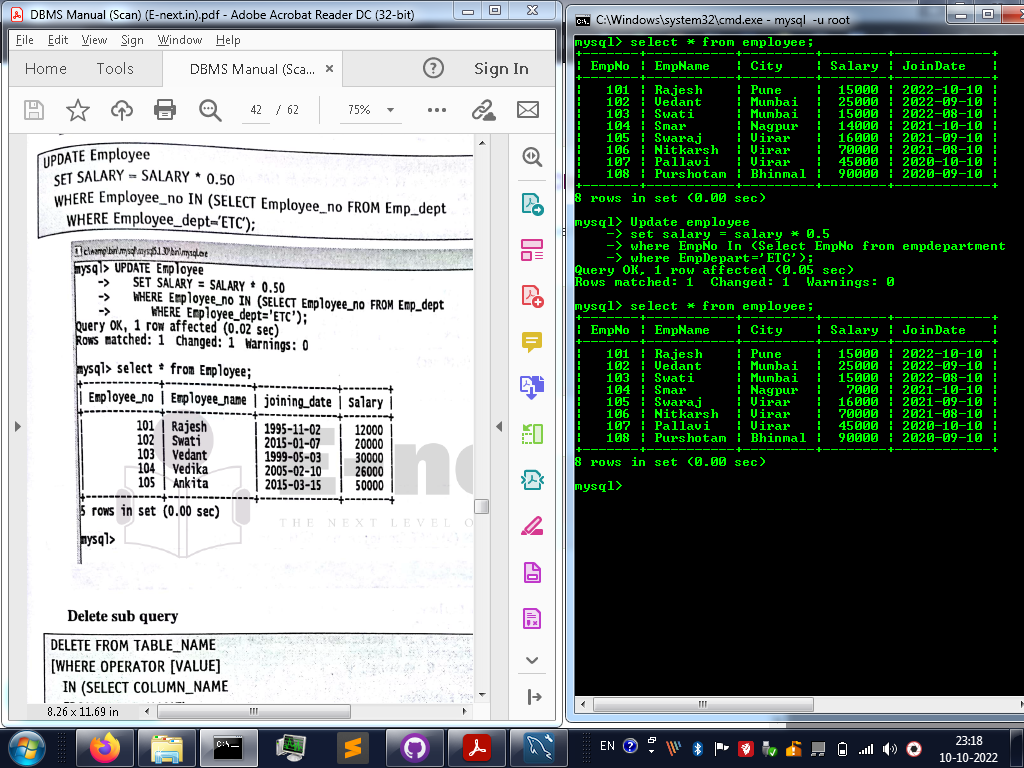 DBMS Manual (Scan) (E-next.in).pdf - Adobe Acrobat Reader DC (32-bit)
File Edit View Sign Window Help
Home Tools DBMS Manual (Sca... × ? Sign In
42 / 62 75%
UPDATE Employee
SET SALARY = SALARY * 0.50
WHERE Employee_no IN (SELECT Employee_no FROM Emp_dept
WHERE Employee_dept='ETC');
mysql> UPDATE Employee
-> SET SALARY = SALARY * 0.50
-> WHERE Employee_no IN (SELECT Employee_no FROM Emp_dept
-> WHERE Employee_dept='ETC');
Query OK, 1 row affected (0.02 sec)
Rows matched: 1 Changed: 1 Warnings: 0
mysql> select * from Employee;
| Employee_no | Employee_name | joining_date | Salary |
| 101 | Rajesh | 1995-11-02 | 12000 |
| 102 | Swati | 2015-01-07 | 20000 |
| 103 | Vedant | 1999-05-03 | 30000 |
| 104 | Vedika | 2005-02-10 | 26000 |
| 105 | Ankita | 2015-03-15 | 50000 |
5 rows in set (0.00 sec)
THE NEXT LEVEL O
mysql>
Delete sub query
DELETE FROM TABLE_NAME
[WHERE OPERATOR [VALUE]
IN (SELECT COLUMN_NAME
8.26 x 11.69 in
C:\Windows\system32\cmd.exe - mysql -u root
mysql> select * from employee;
| EmpNo | EmpName | City | Salary | JoinDate |
| 101 | Rajesh | Pune | 15000 | 2022-10-10 |
| 102 | Vedant | Mumbai | 25000 | 2022-09-10 |
| 103 | Swati | Mumbai | 15000 | 2022-08-10 |
| 104 | Smar | Nagpur | 14000 | 2021-10-10 |
| 105 | Swaraj | Virar | 16000 | 2021-09-10 |
| 106 | Nitkarsh | Virar | 70000 | 2021-08-10 |
| 107 | Pallavi | Virar | 45000 | 2020-10-10 |
| 108 | Purshotam | Bhinmal | 90000 | 2020-09-10 |
8 rows in set (0.00 sec)
mysql> Update employee
-> set salary = salary * 0.5
-> where EmpNo In (Select EmpNo from empdepartment
-> where EmpDepart='ETC');
Query OK, 1 row affected (0.05 sec)
Rows matched: 1 Changed: 1 Warnings: 0
mysql> select * from employee;
| EmpNo | EmpName | City | Salary | JoinDate |
| 101 | Rajesh | Pune | 15000 | 2022-10-10 |
| 102 | Vedant | Mumbai | 25000 | 2022-09-10 |
| 103 | Swati | Mumbai | 15000 | 2022-08-10 |
| 104 | Smar | Nagpur | 7000 | 2021-10-10 |
| 105 | Swaraj | Virar | 16000 | 2021-09-10 |
| 106 | Nitkarsh | Virar | 70000 | 2021-08-10 |
| 107 | Pallavi | Virar | 45000 | 2020-10-10 |
| 108 | Purshotam | Bhinmal | 90000 | 2020-09-10 |
8 rows in set (0.00 sec)
mysql>
EN 23:18
10-10-2022